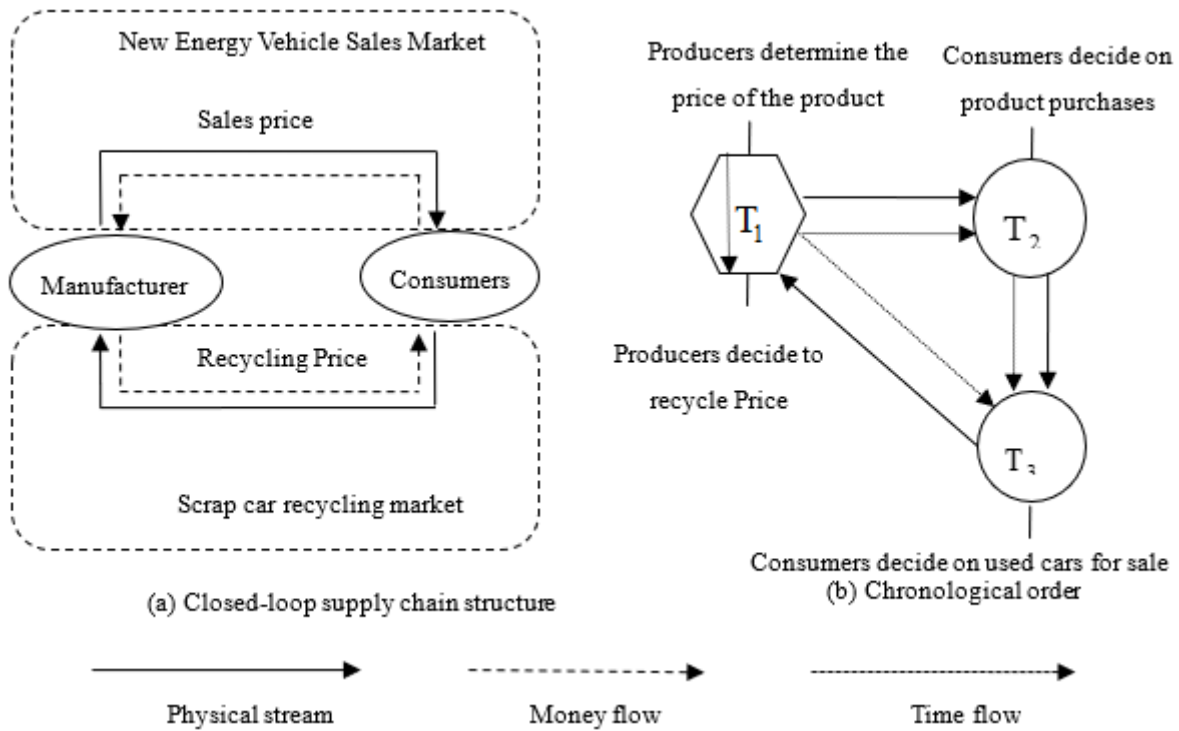 New Energy Vehicle Sales Market
Sales price
Manufacturer
Consumers
Recycling Price
Scrap car recycling market
(a) Closed-loop supply chain structure
Producers determine the
price of the product
Consumers decide on
product purchases
T₁
T₂
Producers decide to
recycle Price
T₃
Consumers decide on used cars for sale
(b) Chronological order
Physical stream
Money flow
Time flow